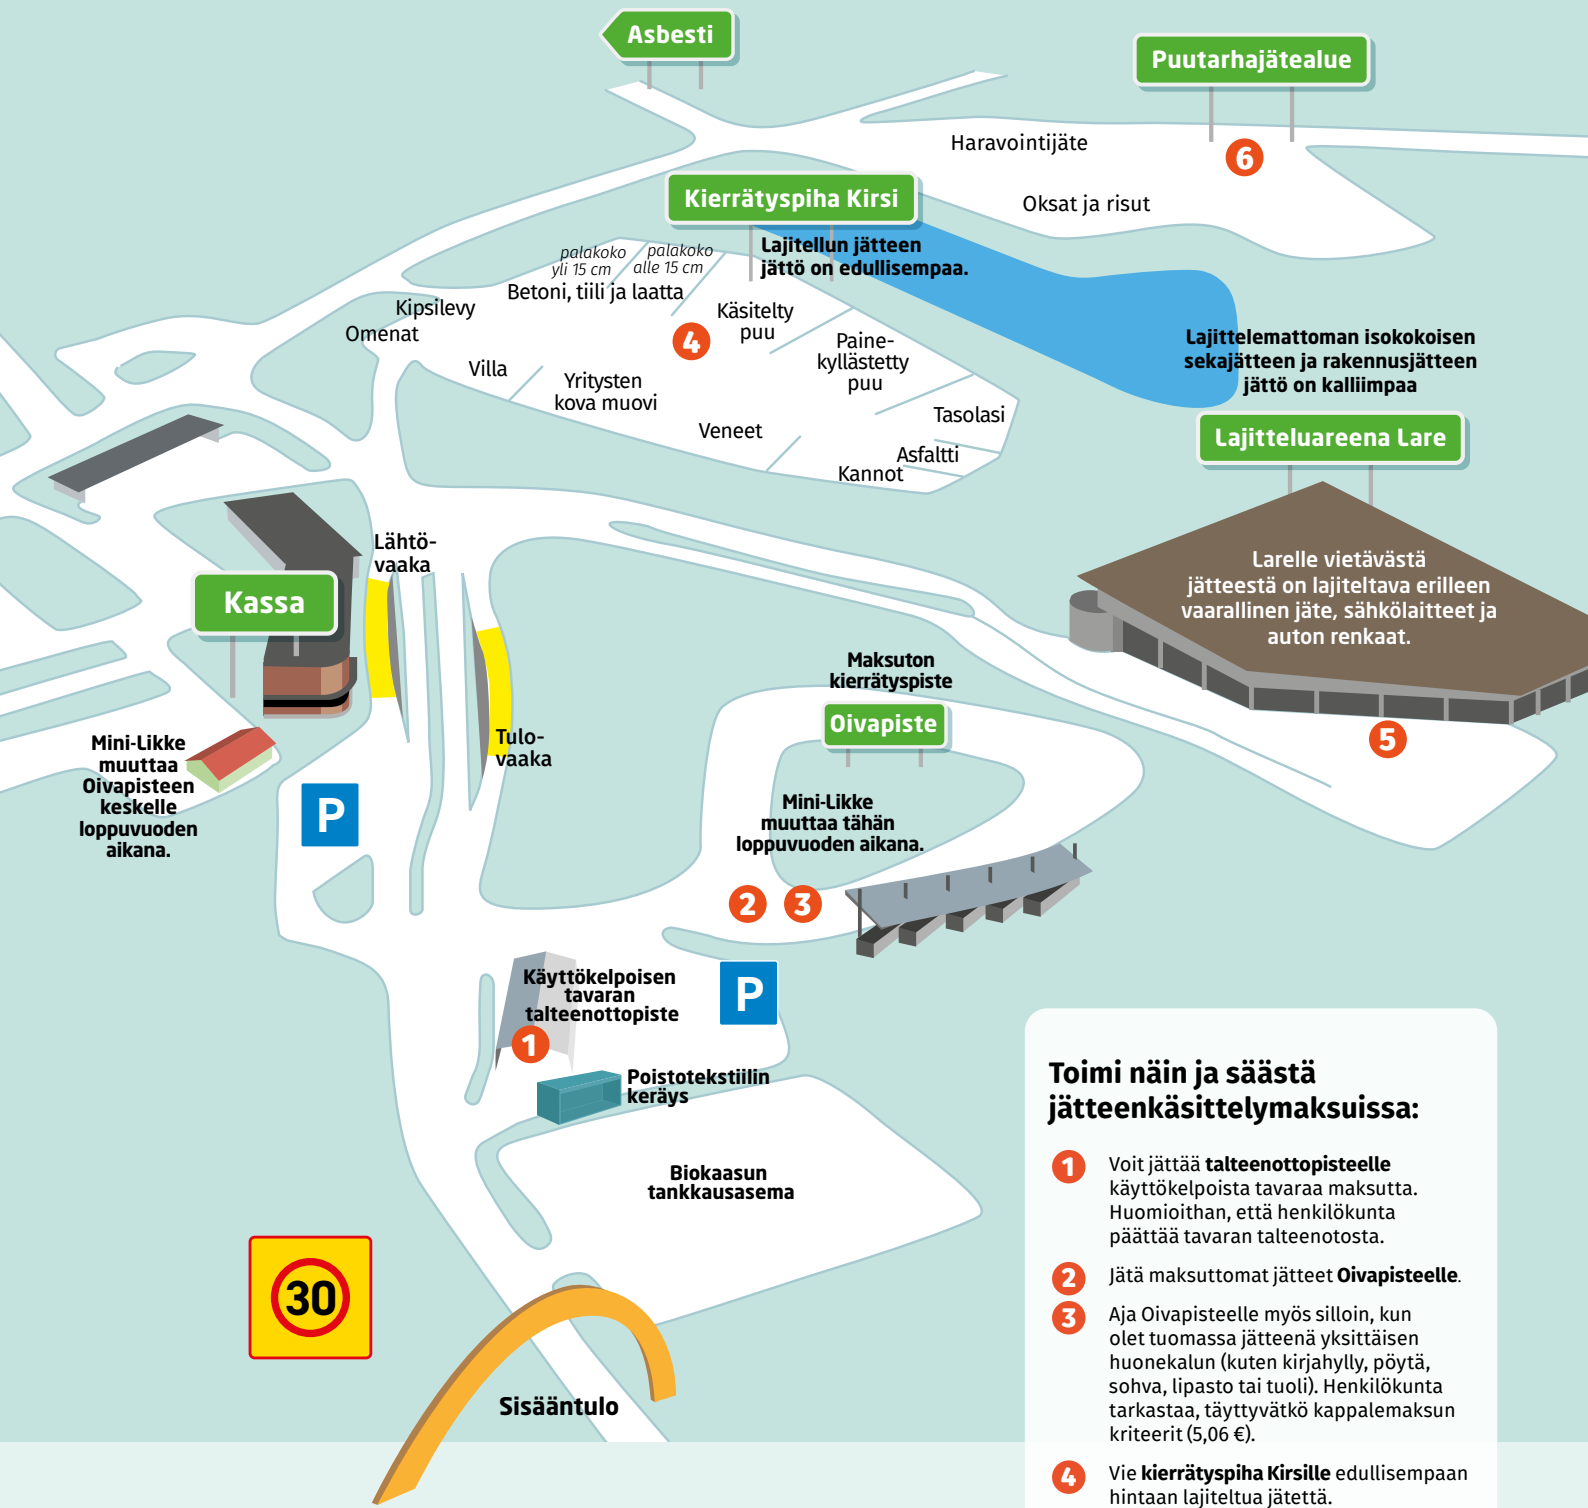 Asbesti
Puutarhajätealue
Haravointijäte
6
Oksat ja risut
Kierrätyspiha Kirsi
Lajitellun jätteen
jättö on edullisempaa.
palakoko
yli 15 cm
palakoko
alle 15 cm
Betoni, tiili ja laatta
Kipsilevy
Omenat
4
Käsitelty
puu
Paine-
kyllästetty
puu
Villa
Yritysten
kova muovi
Veneet
Tasolasi
Asfaltti
Kannot
Lajittelemattoman isokokoisen
sekajätteen ja rakennusjätteen
jättö on kalliimpaa
Lajitteluareena Lare
Larelle vietävästä
jätteestä on lajiteltava erilleen
vaarallinen jäte, sähkölaitteet ja
auton renkaat.
5
Lähtö-
vaaka
Kassa
Tulo-
vaaka
Mini-Likke
muuttaa
Oivapisteen
keskelle
loppuvuoden
aikana.
P
Maksuton
kierrätyspiste
Oivapiste
Mini-Likke
muuttaa tähän
loppuvuoden aikana.
2
3
Käyttökelpoisen
tavaran
talteenottopiste
1
P
Poistotekstiilin
keräys
Biokaasun
tankkausasema
30
Sisääntulo
Toimi näin ja säästä
jätteenkäsittelymaksuissa:
1 Voit jättää talteenottopisteelle
käyttökelpoista tavaraa maksutta.
Huomioithan, että henkilökunta
päättää tavaran talteenotosta.
2 Jätä maksuttomat jätteet Oivapisteelle.
3 Aja Oivapisteelle myös silloin, kun
olet tuomassa jätteenä yksittäisen
huonekalun (kuten kirjahylly, pöytä,
sohva, lipasto tai tuoli). Henkilökunta
tarkastaa, täyttyvätkö kappalemaksun
kriteerit (5,06 €).
4 Vie kierrätyspiha Kirsille edullisempaan
hintaan lajiteltua jätettä.